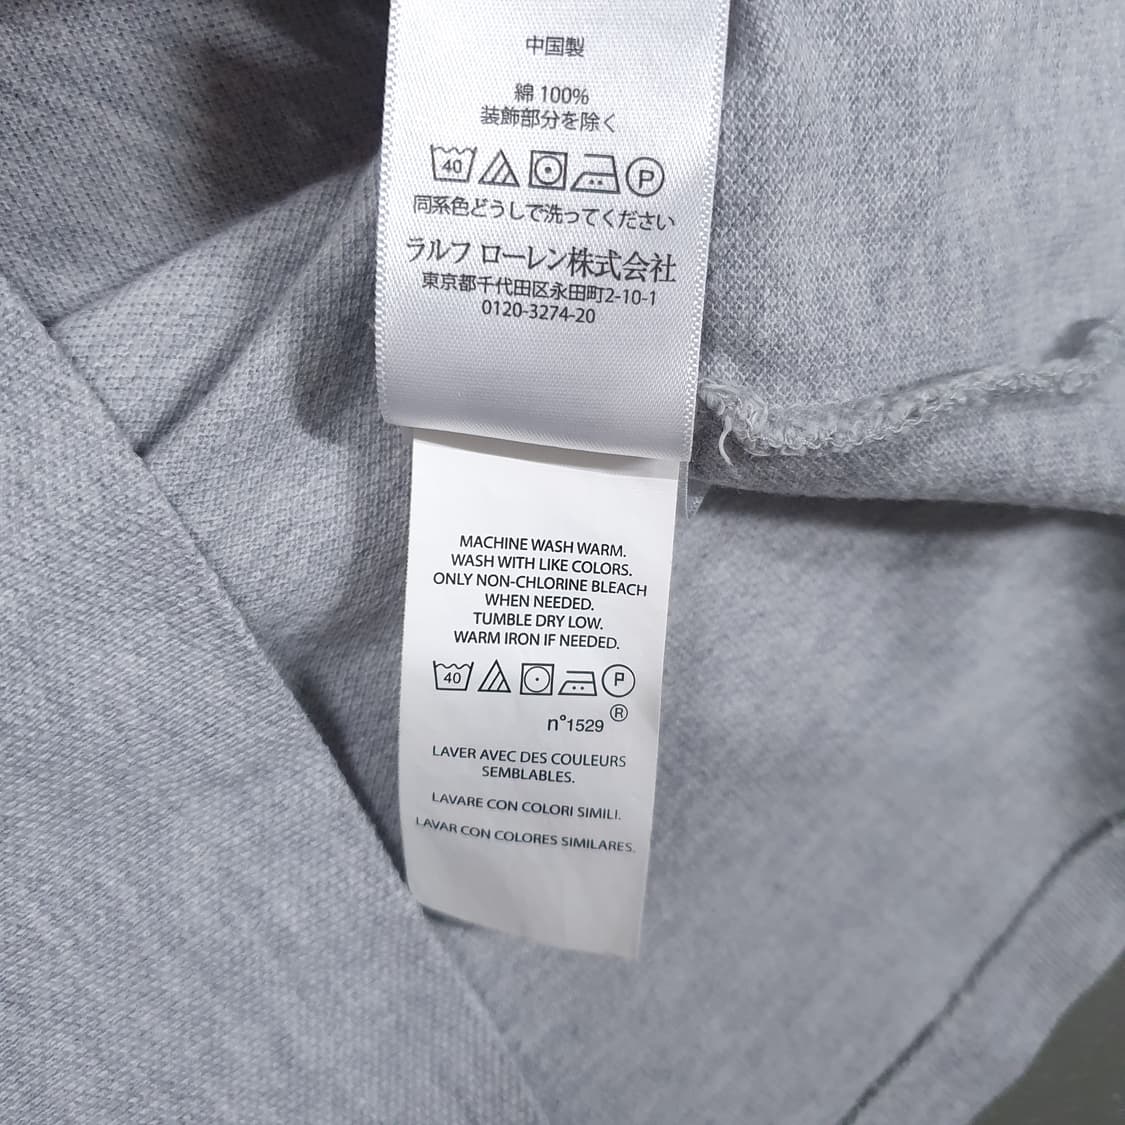 中国製
綿 100%
装飾部分を除く
40 P
同系色どうしで洗ってください
ラルフ ローレン株式会社
東京都千代田区永田町2-10-1
0120-3274-20
MACHINE WASH WARM.
WASH WITH LIKE COLORS.
ONLY NON-CHLORINE BLEACH
WHEN NEEDED.
TUMBLE DRY LOW.
WARM IRON IF NEEDED.
40 P
n°1529 ®
LAVER AVEC DES COULEURS
SEMBLABLES.
LAVARE CON COLORI SIMILI.
LAVAR CON COLORES SIMILARES.